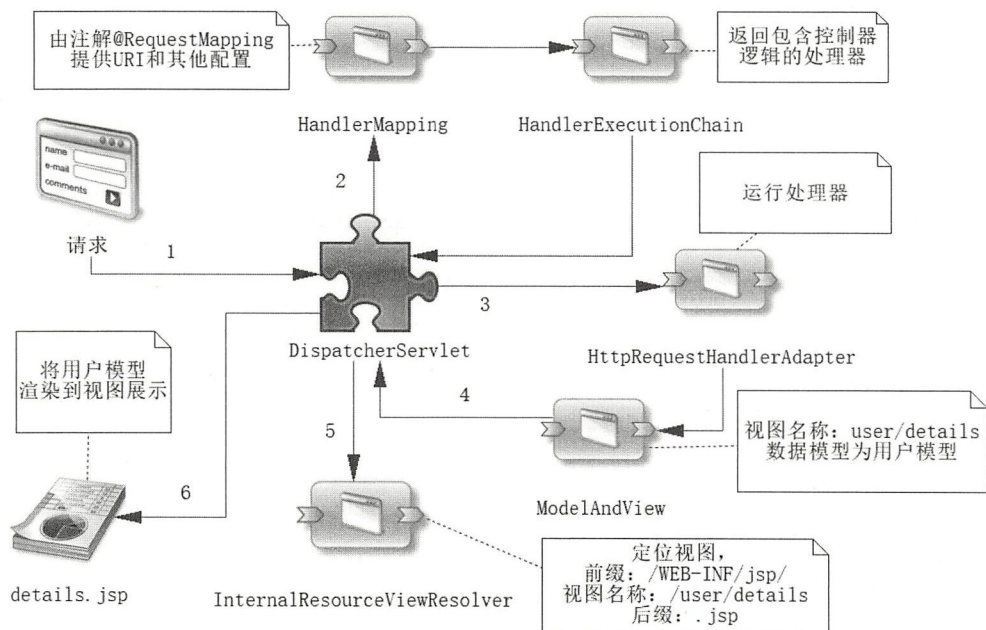 由注解@RequestMapping
提供URI和其他配置
返回包含控制器
逻辑的处理器
HandlerMapping
HandlerExecutionChain
name
e-mail
comments
2
运行处理器
请求
1
3
DispatcherServlet
HttpRequestHandlerAdapter
将用户模型
渲染到视图展示
4
5
视图名称：user/details
数据模型为用户模型
6
ModelAndView
定位视图，
前缀：/WEB-INF/jsp/
视图名称：/user/details
后缀：.jsp
details.jsp
InternalResourceViewResolver